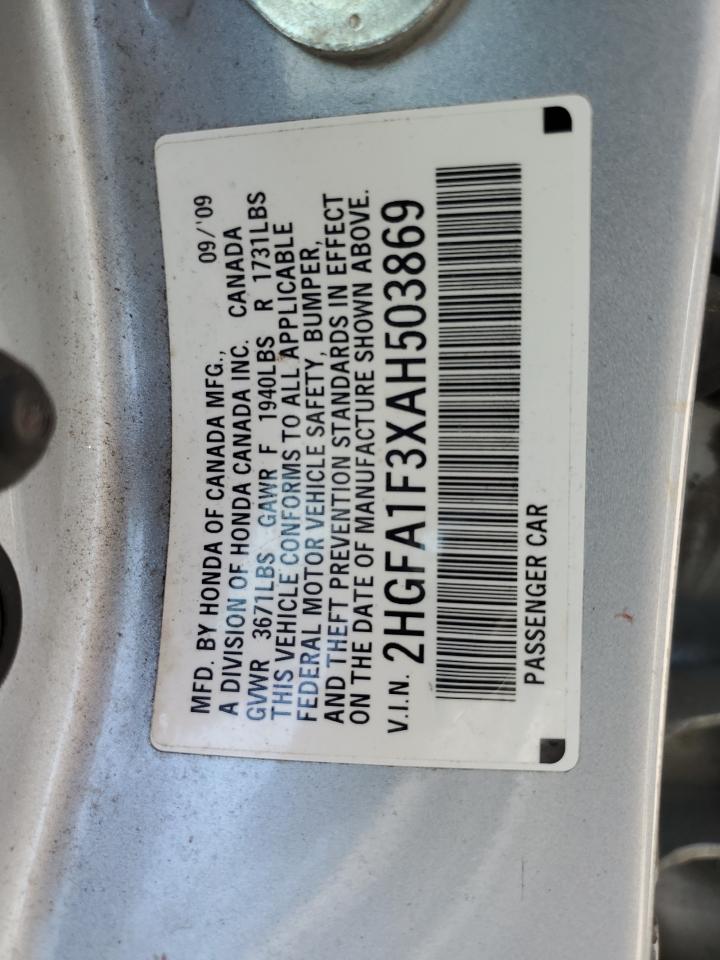 MFD. BY HONDA OF CANADA MFG., 09/'09
A DIVISION OF HONDA CANADA INC. CANADA
GVWR 3671LBS GAWR F 1940LBS R 1731LBS
THIS VEHICLE CONFORMS TO ALL APPLICABLE
FEDERAL MOTOR VEHICLE SAFETY, BUMPER,
AND THEFT PREVENTION STANDARDS IN EFFECT
ON THE DATE OF MANUFACTURE SHOWN ABOVE.
V.I.N. 2HGFA1F3XAH503869
PASSENGER CAR